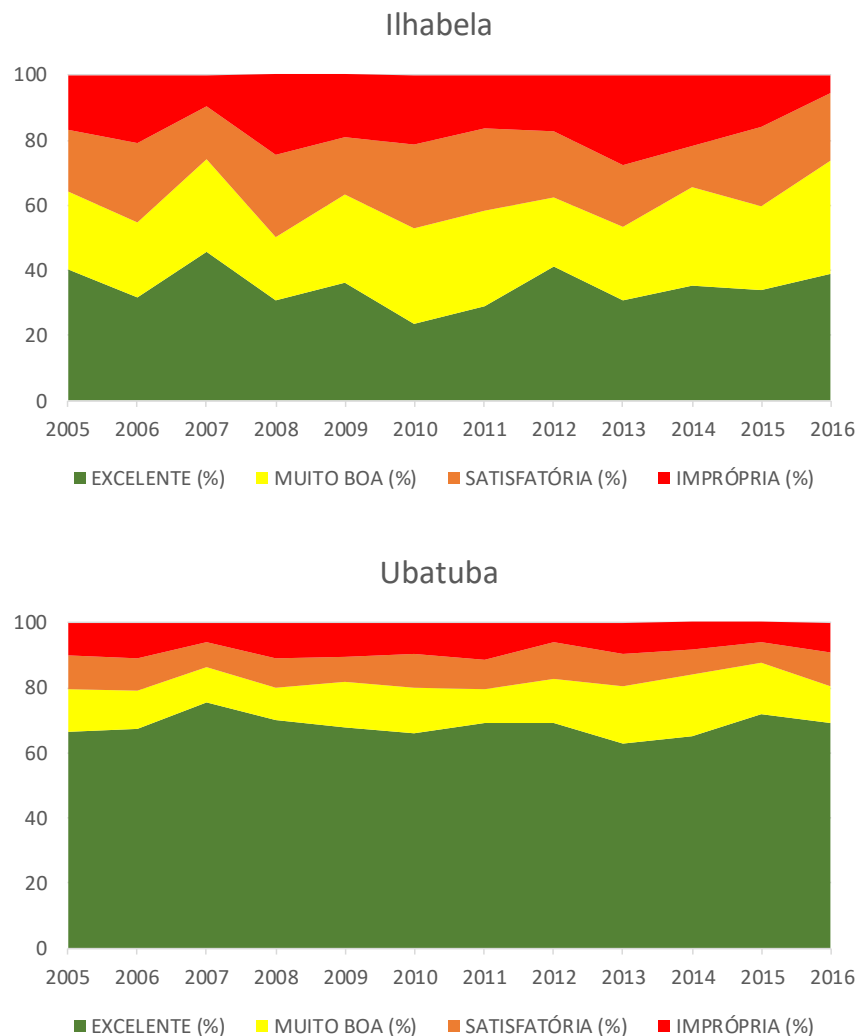 Ilhabela
100
80
60
40
20
0
2005 2006 2007 2008 2009 2010 2011 2012 2013 2014 2015 2016
EXCELENTE (%) MUITO BOA (%) SATISFATÓRIA (%) IMPRÓPRIA (%)
Ubatuba
100
80
60
40
20
0
2005 2006 2007 2008 2009 2010 2011 2012 2013 2014 2015 2016
EXCELENTE (%) MUITO BOA (%) SATISFATÓRIA (%) IMPRÓPRIA (%)